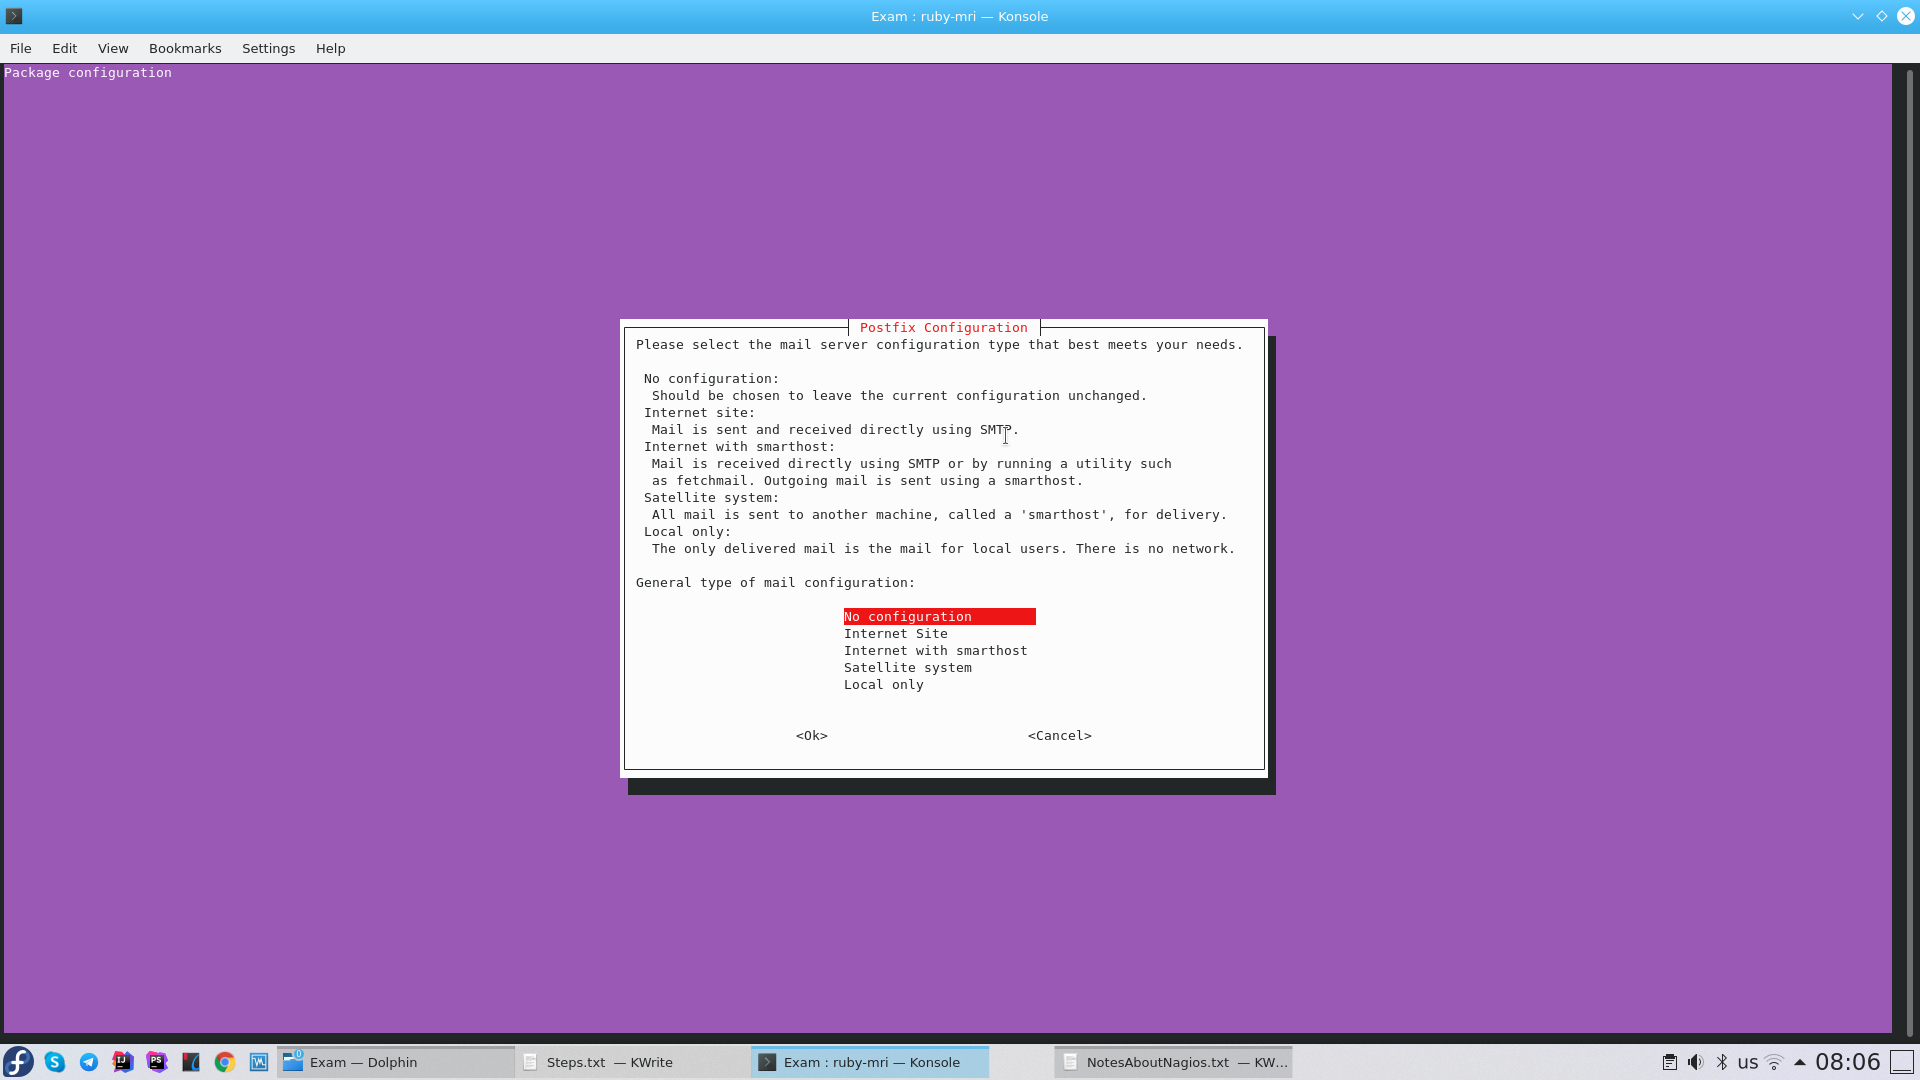 Exam : ruby-mri — Konsole
File Edit View Bookmarks Settings Help
Package configuration
Postfix Configuration
Please select the mail server configuration type that best meets your needs.
No configuration:
Should be chosen to leave the current configuration unchanged.
Internet site:
Mail is sent and received directly using SMTP.
Internet with smarthost:
Mail is received directly using SMTP or by running a utility such
as fetchmail. Outgoing mail is sent using a smarthost.
Satellite system:
All mail is sent to another machine, called a 'smarthost', for delivery.
Local only:
The only delivered mail is the mail for local users. There is no network.
General type of mail configuration:
No configuration
Internet Site
Internet with smarthost
Satellite system
Local only
<Ok> <Cancel>
Exam — Dolphin Steps.txt — KWrite Exam : ruby-mri — Konsole NotesAboutNagios.txt — KW... us 08:06